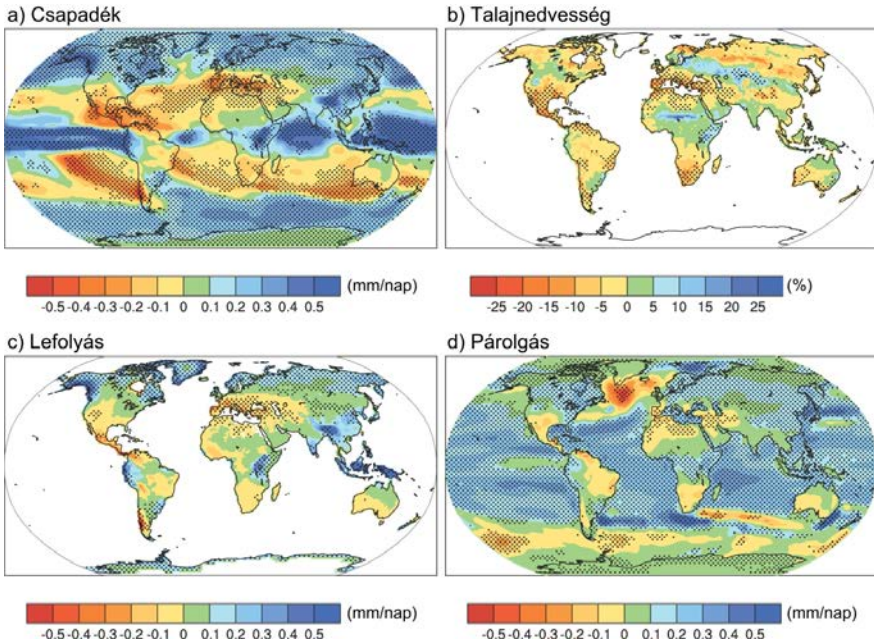 a) Csapadék
b) Talajnedvesség
-0.5 -0.4 -0.3 -0.2 -0.1 0 0.1 0.2 0.3 0.4 0.5 (mm/nap)
-25 -20 -15 -10 -5 0 5 10 15 20 25 (%)
c) Lefolyás
d) Párolgás
-0.5 -0.4 -0.3 -0.2 -0.1 0 0.1 0.2 0.3 0.4 0.5 (mm/nap)
-0.5 -0.4 -0.3 -0.2 -0.1 0 0.1 0.2 0.3 0.4 0.5 (mm/nap)